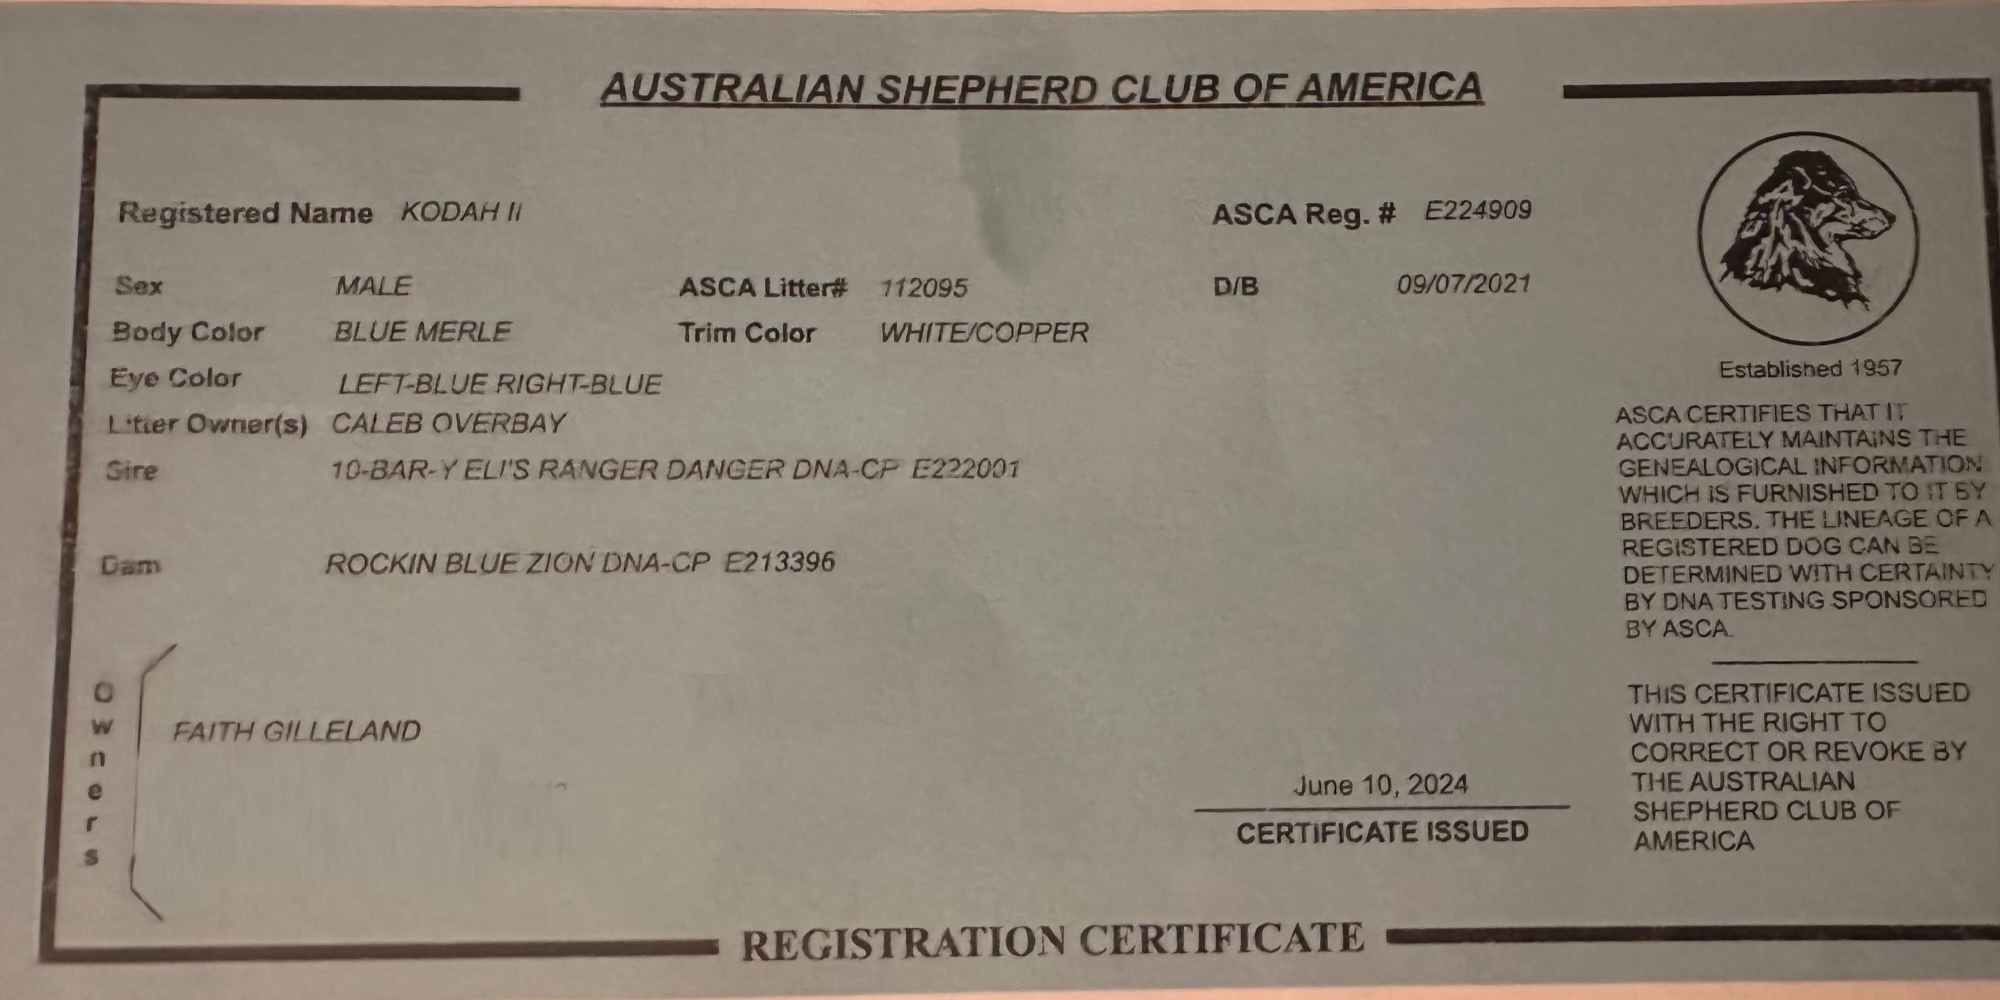 AUSTRALIAN SHEPHERD CLUB OF AMERICA
Registered Name KODAH II ASCA Reg. # E224909
Sex MALE ASCA Litter# 112095 D/B 09/07/2021
Body Color BLUE MERLE Trim Color WHITE/COPPER
Eye Color LEFT-BLUE RIGHT-BLUE
Litter Owner(s) CALEB OVERBAY
Sire 10-BAR-Y ELI'S RANGER DANGER DNA-CP E222001
Dam ROCKIN BLUE ZION DNA-CP E213396
Owners
FAITH GILLELAND
June 10, 2024
CERTIFICATE ISSUED
Established 1957
ASCA CERTIFIES THAT IT
ACCURATELY MAINTAINS THE
GENEALOGICAL INFORMATION
WHICH IS FURNISHED TO IT BY
BREEDERS. THE LINEAGE OF A
REGISTERED DOG CAN BE
DETERMINED WITH CERTAINTY
BY DNA TESTING SPONSORED
BY ASCA.
THIS CERTIFICATE ISSUED
WITH THE RIGHT TO
CORRECT OR REVOKE BY
THE AUSTRALIAN
SHEPHERD CLUB OF
AMERICA
REGISTRATION CERTIFICATE